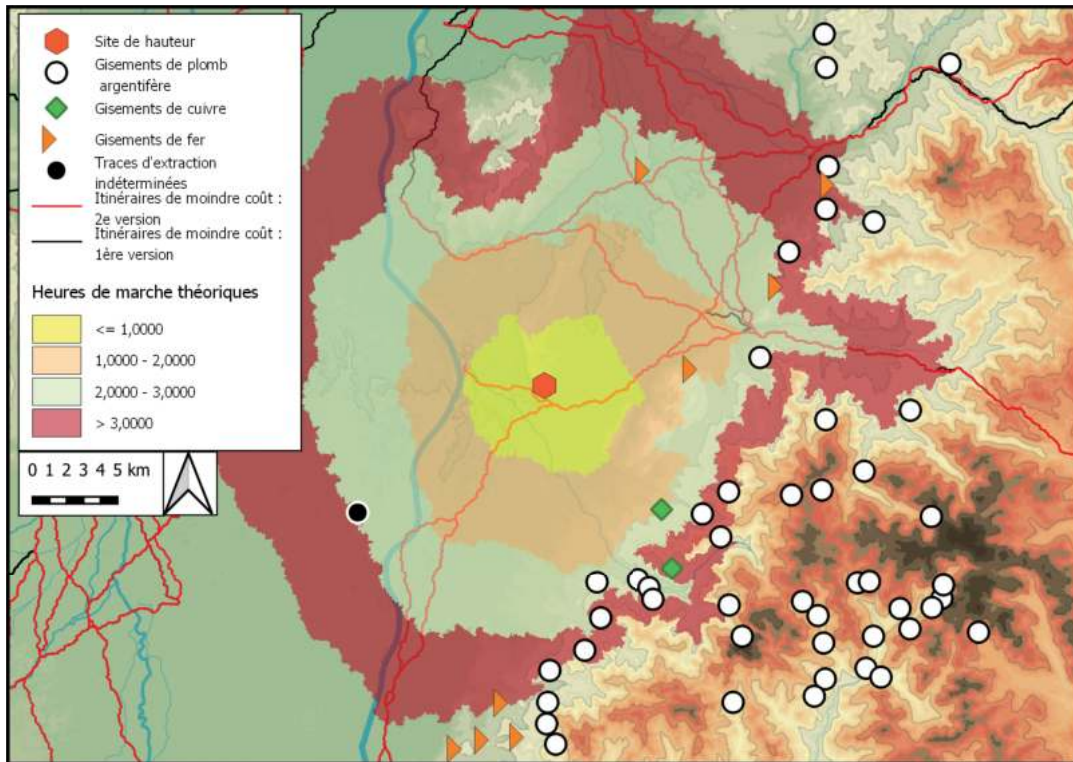 Site de hauteur
Gisements de plomb
argentifère
Gisements de cuivre
Gisements de fer
Traces d'extraction
indéterminées
Itinéraires de moindre coût :
2e version
Itinéraires de moindre coût :
1ère version
Heures de marche théoriques
<= 1,0000
1,0000 - 2,0000
2,0000 - 3,0000
> 3,0000
0 1 2 3 4 5 km